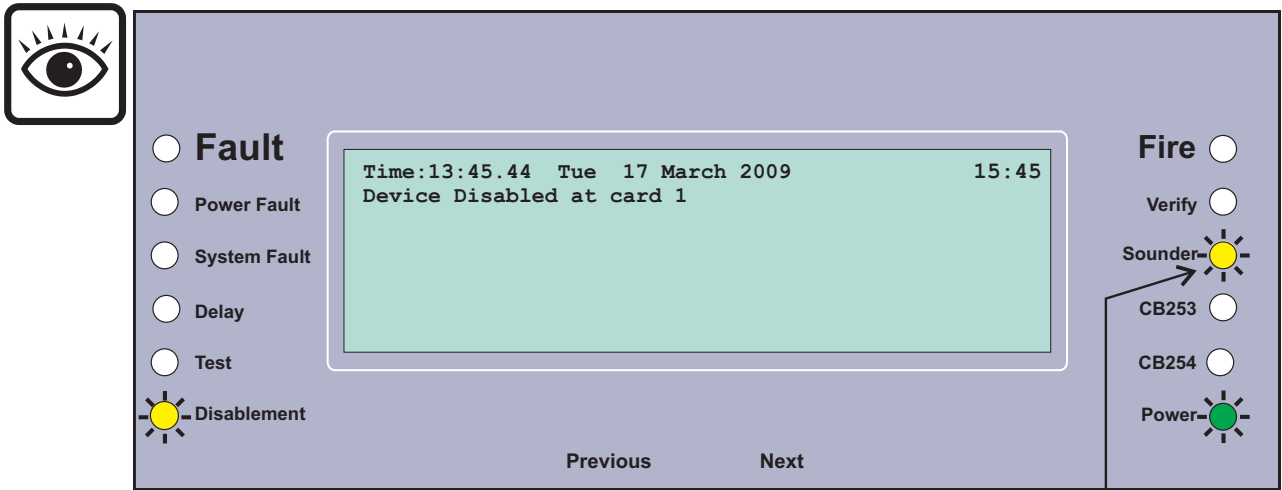 Fault
Power Fault
System Fault
Delay
Test
Disablement
Time:13:45.44 Tue 17 March 2009 15:45
Device Disabled at card 1
Fire
Verify
Sounder
CB253
CB254
Power
Previous Next